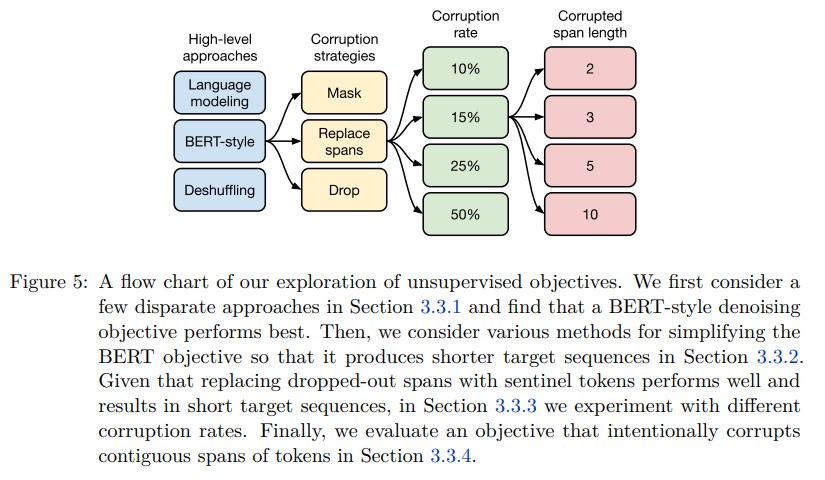 High-level
approaches
Language
modeling
BERT-style
Deshuffling
Corruption
strategies
Mask
Replace
spans
Drop
Corruption
rate
10%
15%
25%
50%
Corrupted
span length
2
3
5
10
Figure 5: A flow chart of our exploration of unsupervised objectives. We first consider a
few disparate approaches in Section 3.3.1 and find that a BERT-style denoising
objective performs best. Then, we consider various methods for simplifying the
BERT objective so that it produces shorter target sequences in Section 3.3.2.
Given that replacing dropped-out spans with sentinel tokens performs well and
results in short target sequences, in Section 3.3.3 we experiment with different
corruption rates. Finally, we evaluate an objective that intentionally corrupts
contiguous spans of tokens in Section 3.3.4.